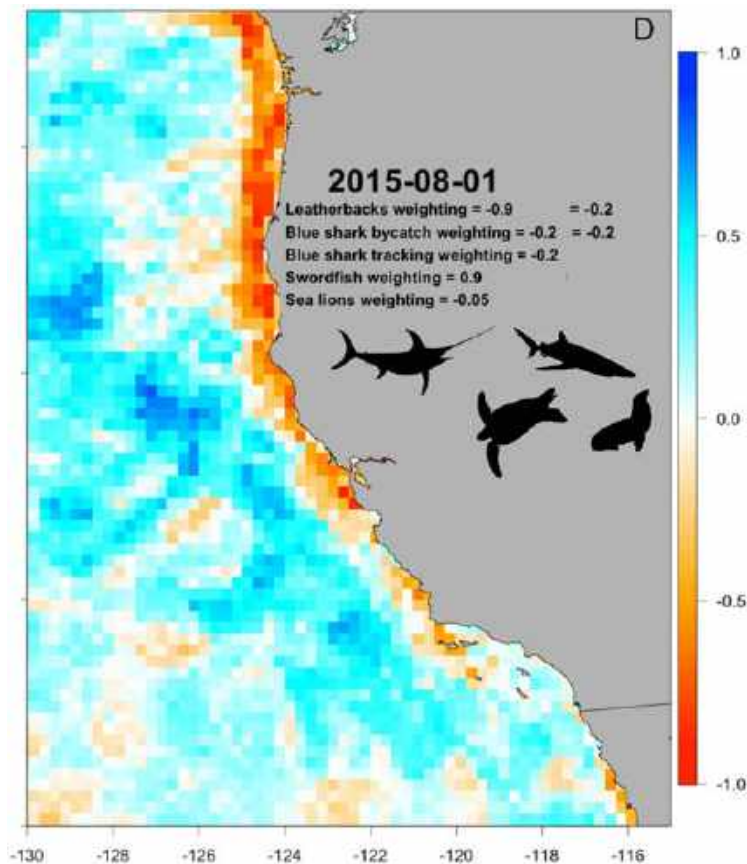 D
2015-08-01
Leatherbacks weighting = -0.9 = -0.2
Blue shark bycatch weighting = -0.2 = -0.2
Blue shark tracking weighting = -0.2
Swordfish weighting = 0.9
Sea lions weighting = -0.05
1.0
0.5
0.0
-0.5
-1.0
-130 -128 -126 -124 -122 -120 -118 -116